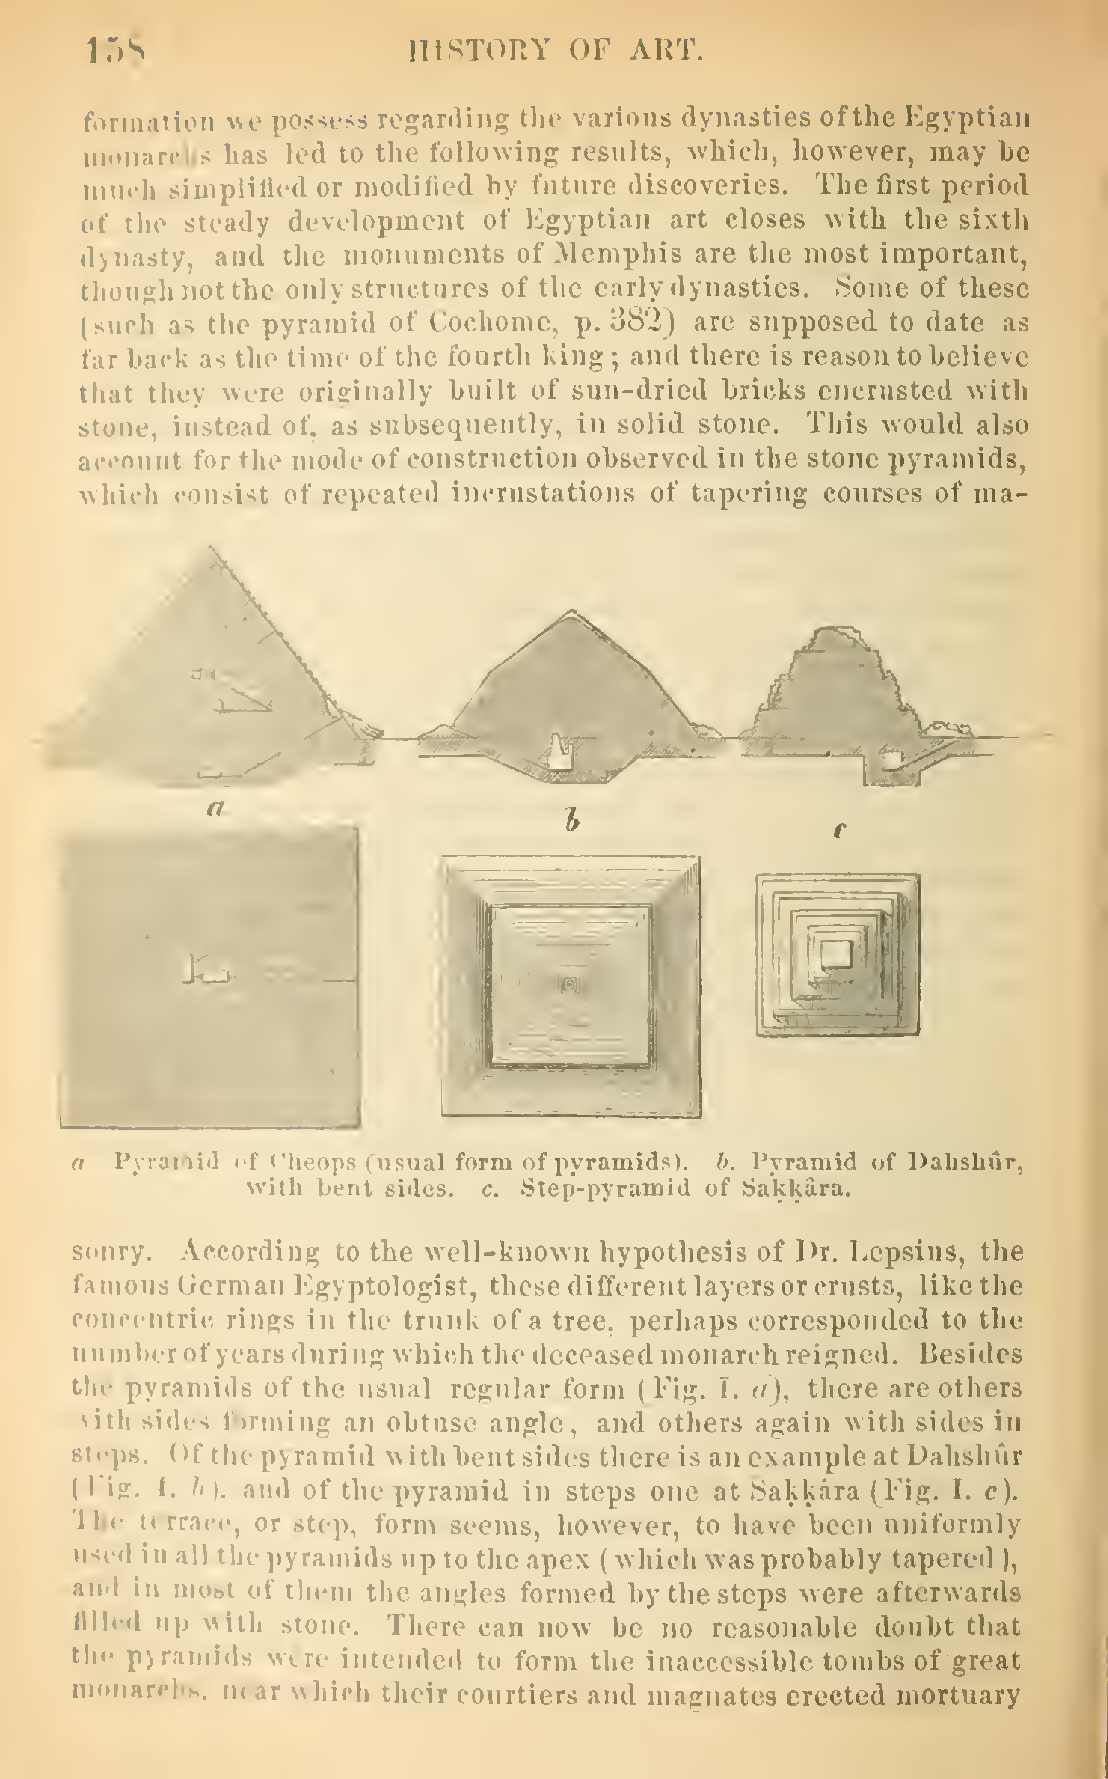 158 HISTORY OF ART.
formation we possess regarding the various dynasties of the Egyptian
monarchs has led to the following results, which, however, may be
much simplified or modified by future discoveries. The first period
of the steady development of Egyptian art closes with the sixth
dynasty, and the monuments of Memphis are the most important,
though not the only structures of the early dynasties. Some of these
(such as the pyramid of Cochome, p. 382) are supposed to date as
far back as the time of the fourth king; and there is reason to believe
that they were originally built of sun-dried bricks encrusted with
stone, instead of, as subsequently, in solid stone. This would also
account for the mode of construction observed in the stone pyramids,
which consist of repeated incrustations of tapering courses of ma-
a
b
c
a Pyramid of Cheops (usual form of pyramids). b. Pyramid of Dahshûr,
with bent sides. c. Step-pyramid of Saḳḳâra.
sonry. According to the well-known hypothesis of Dr. Lepsius, the
famous German Egyptologist, these different layers or crusts, like the
concentric rings in the trunk of a tree, perhaps corresponded to the
number of years during which the deceased monarch reigned. Besides
the pyramids of the usual regular form (Fig. I. a), there are others
with sides forming an obtuse angle, and others again with sides in
steps. Of the pyramid with bent sides there is an example at Dahshûr
(Fig. I. b), and of the pyramid in steps one at Saḳḳâra (Fig. I. c).
The terrace, or step, form seems, however, to have been uniformly
used in all the pyramids up to the apex (which was probably tapered),
and in most of them the angles formed by the steps were afterwards
filled up with stone. There can now be no reasonable doubt that
the pyramids were intended to form the inaccessible tombs of great
monarchs, near which their courtiers and magnates erected mortuary